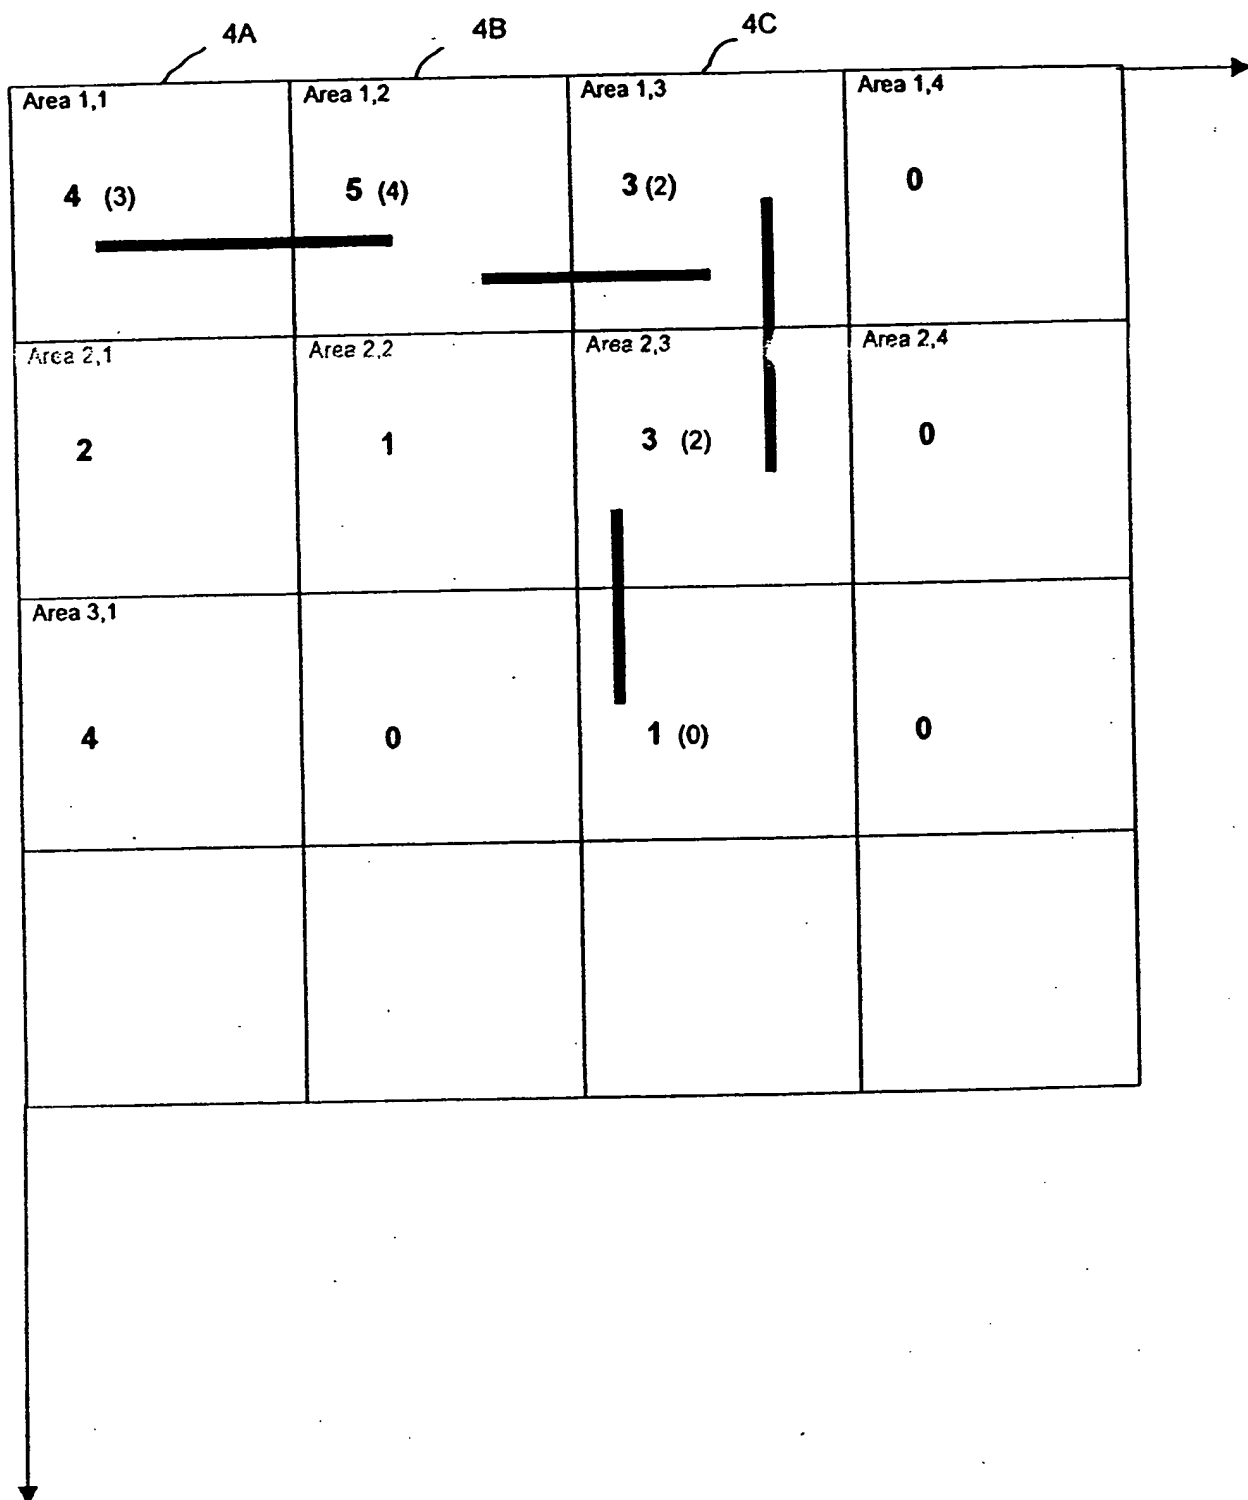 4A 4B 4C
Area 1,1 Area 1,2 Area 1,3 Area 1,4
4 (3) 5 (4) 3 (2) 0
Area 2,1 Area 2,2 Area 2,3 Area 2,4
2 1 3 (2) 0
Area 3,1
4 0 1 (0) 0